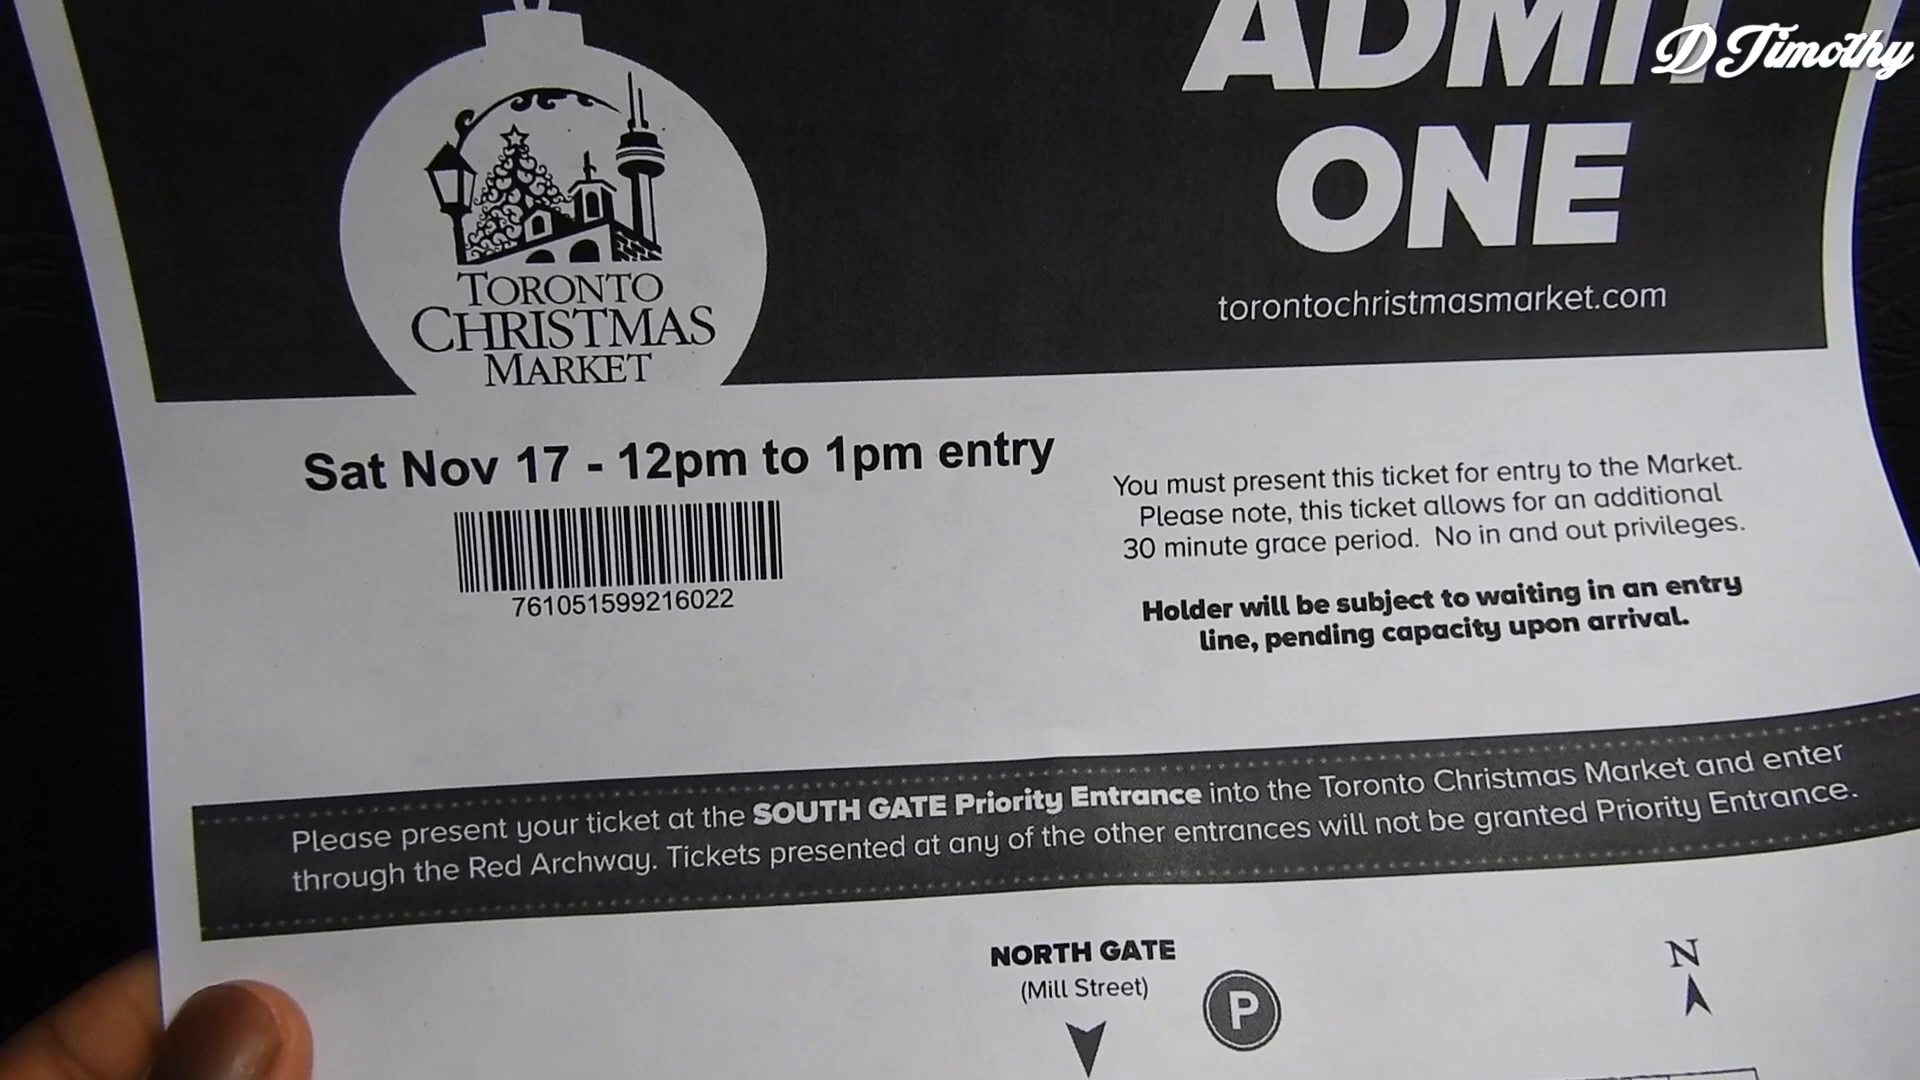 ADMIT
D Timothy
ONE
torontochristmasmarket.com
TORONTO
CHRISTMAS
MARKET
Sat Nov 17 - 12pm to 1pm entry
761051599216022
You must present this ticket for entry to the Market.
Please note, this ticket allows for an additional
30 minute grace period. No in and out privileges.
Holder will be subject to waiting in an entry
line, pending capacity upon arrival.
Please present your ticket at the SOUTH GATE Priority Entrance into the Toronto Christmas Market and enter
through the Red Archway. Tickets presented at any of the other entrances will not be granted Priority Entrance.
NORTH GATE
(Mill Street)
P
N